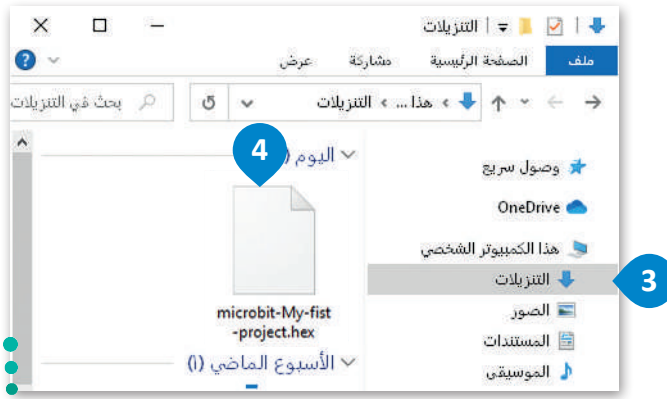 التنزيلات
ملف الصفحة الرئيسية مشاركة عرض
هذا ... › التنزيلات
بحث في التنزيلات
وصول سريع
OneDrive
هذا الكمبيوتر الشخصي
التنزيلات
3
الصور
المستندات
الموسيقى
اليوم
4
microbit-My-fist
-project.hex
الأسبوع الماضي (١)